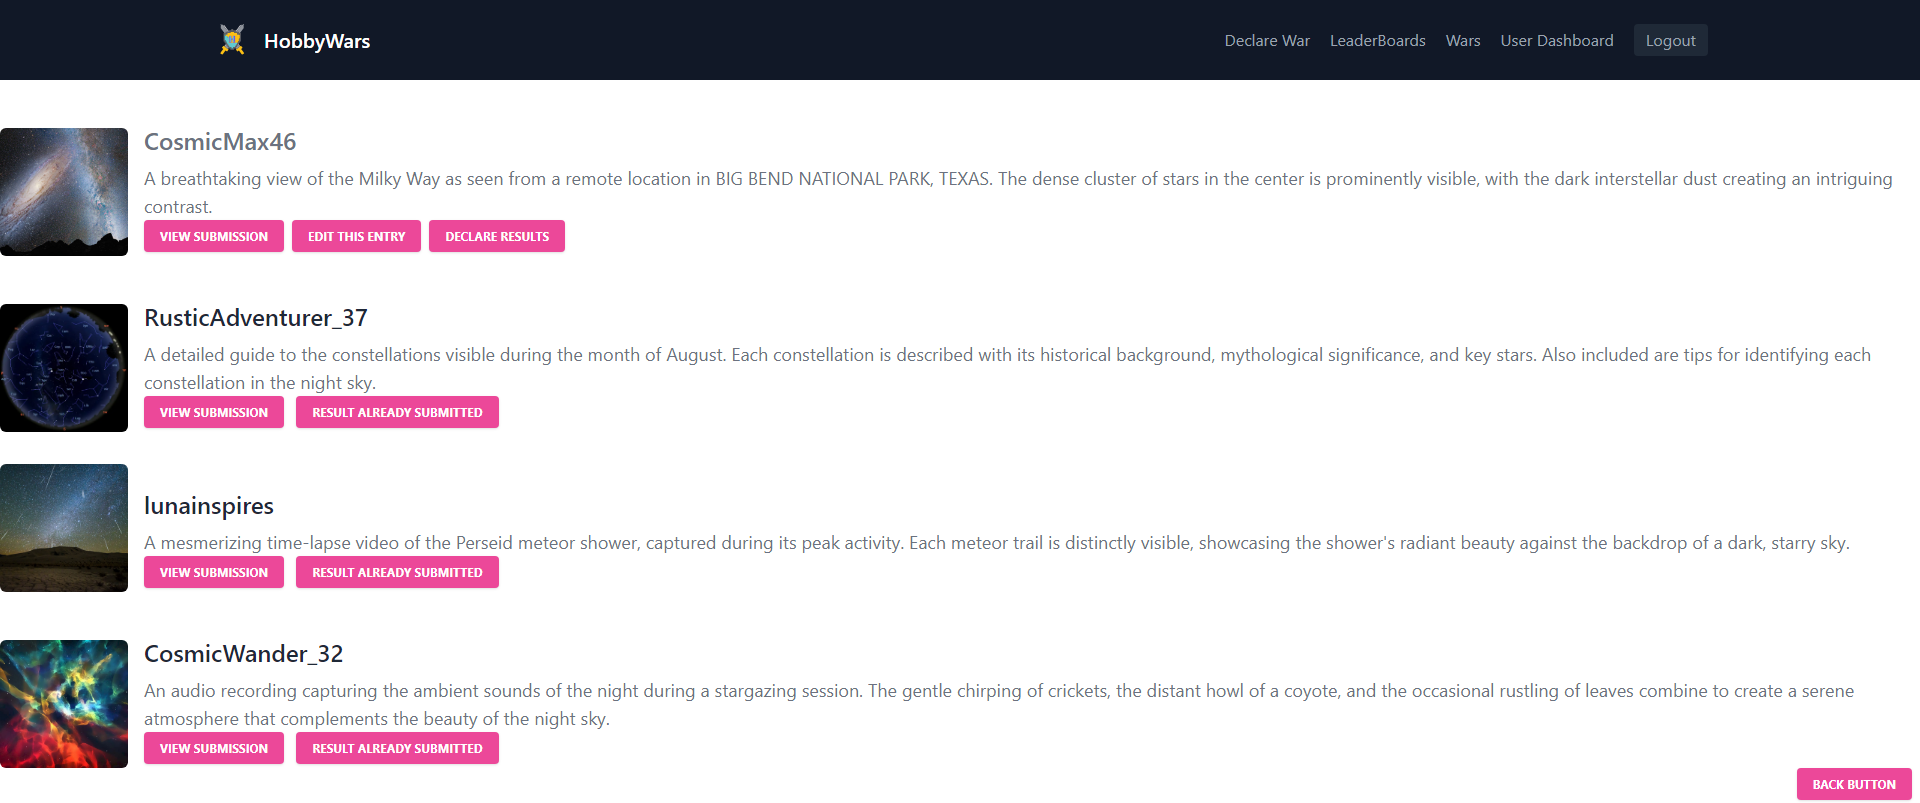 HobbyWars
Declare War LeaderBoards Wars User Dashboard Logout
CosmicMax46
A breathtaking view of the Milky Way as seen from a remote location in BIG BEND NATIONAL PARK, TEXAS. The dense cluster of stars in the center is prominently visible, with the dark interstellar dust creating an intriguing
contrast.
VIEW SUBMISSION EDIT THIS ENTRY DECLARE RESULTS
RusticAdventurer_37
A detailed guide to the constellations visible during the month of August. Each constellation is described with its historical background, mythological significance, and key stars. Also included are tips for identifying each
constellation in the night sky.
VIEW SUBMISSION RESULT ALREADY SUBMITTED
lunainspires
A mesmerizing time-lapse video of the Perseid meteor shower, captured during its peak activity. Each meteor trail is distinctly visible, showcasing the shower's radiant beauty against the backdrop of a dark, starry sky.
VIEW SUBMISSION RESULT ALREADY SUBMITTED
CosmicWander_32
An audio recording capturing the ambient sounds of the night during a stargazing session. The gentle chirping of crickets, the distant howl of a coyote, and the occasional rustling of leaves combine to create a serene
atmosphere that complements the beauty of the night sky.
VIEW SUBMISSION RESULT ALREADY SUBMITTED
BACK BUTTON